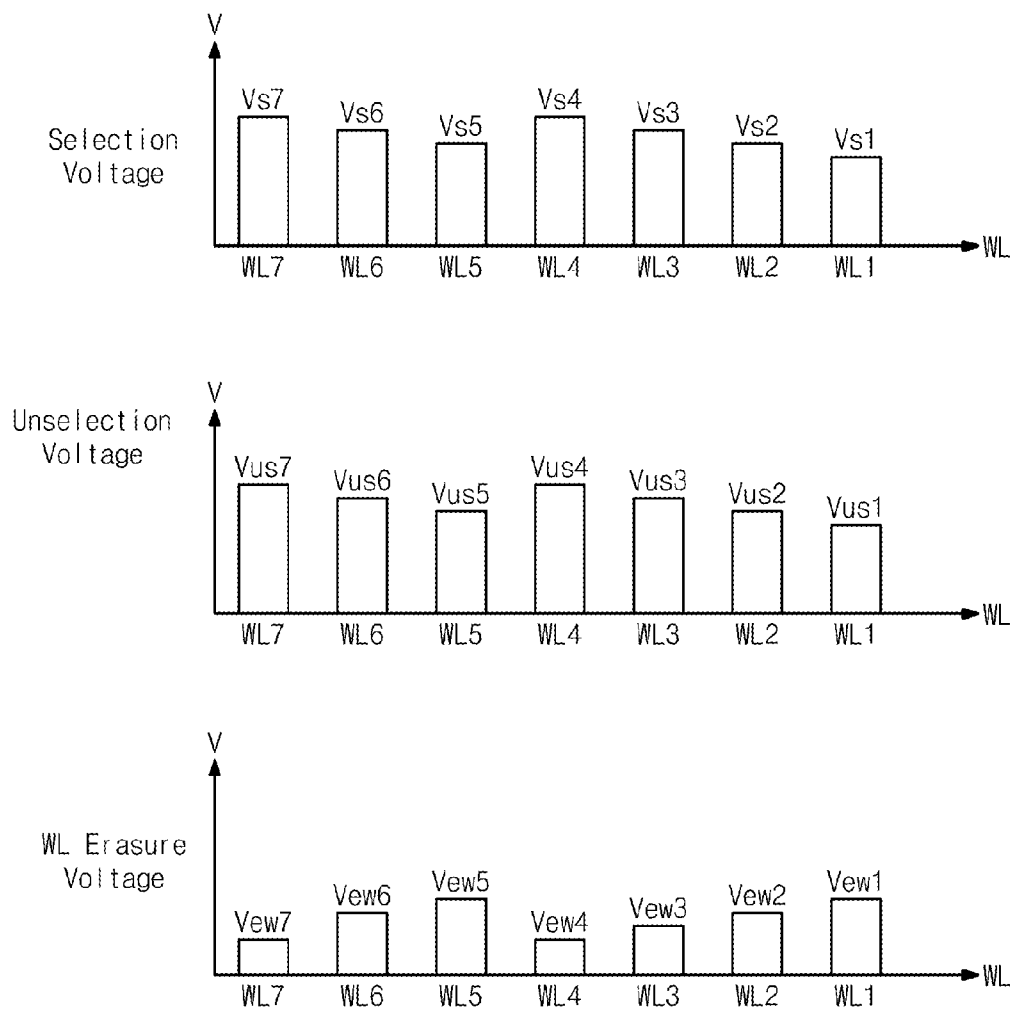 V
Selection
Voltage
Vs7 Vs6 Vs5 Vs4 Vs3 Vs2 Vs1
WL7 WL6 WL5 WL4 WL3 WL2 WL1
WL
V
Unselection
Voltage
Vus7 Vus6 Vus5 Vus4 Vus3 Vus2 Vus1
WL7 WL6 WL5 WL4 WL3 WL2 WL1
WL
V
WL Erasure
Voltage
Vew7 Vew6 Vew5 Vew4 Vew3 Vew2 Vew1
WL7 WL6 WL5 WL4 WL3 WL2 WL1
WL